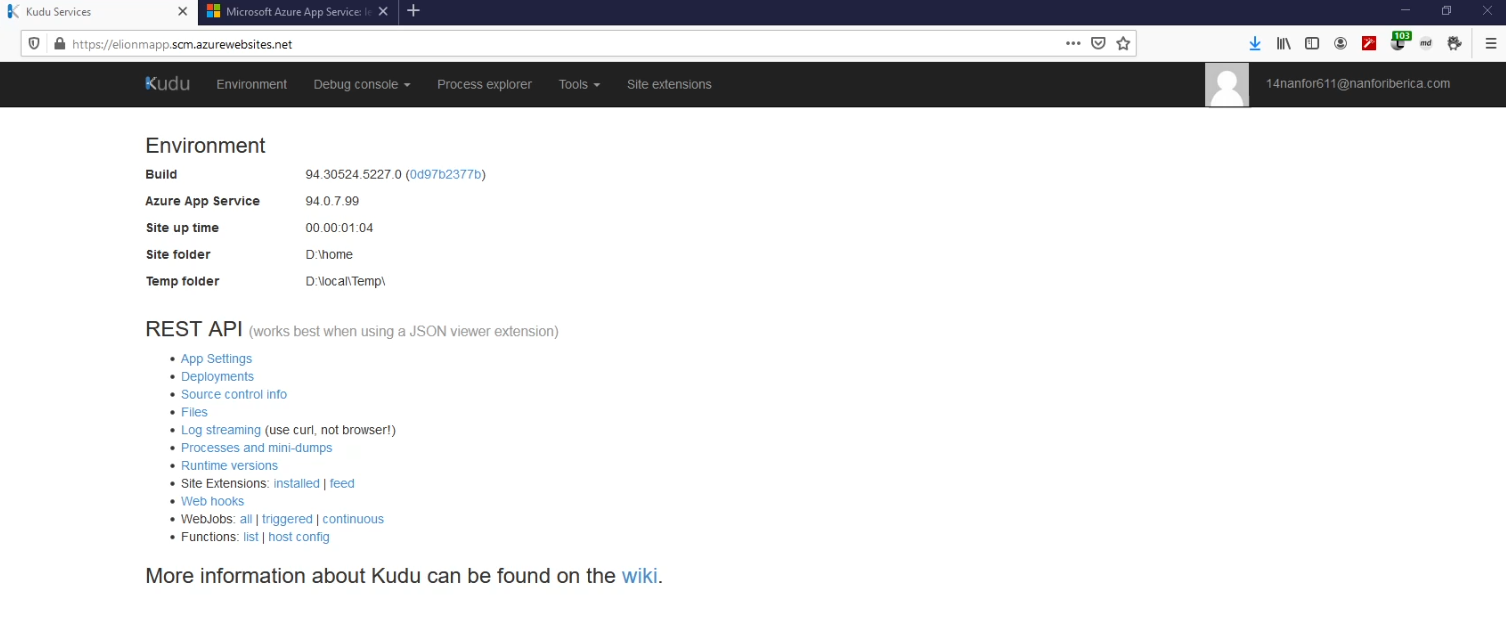 Kudu Services
Microsoft Azure App Service:
https://elionmapp.scm.azurewebsites.net
103
md
Kudu Environment Debug console Process explorer Tools Site extensions 14nanfor611@nanforiberica.com
Environment
Build 94.30524.5227.0 (0d97b2377b)
Azure App Service 94.0.7.99
Site up time 00.00:01:04
Site folder D:\home
Temp folder D:\local\Temp\
REST API (works best when using a JSON viewer extension)
• App Settings
• Deployments
• Source control info
• Files
• Log streaming (use curl, not browser!)
• Processes and mini-dumps
• Runtime versions
• Site Extensions: installed | feed
• Web hooks
• WebJobs: all | triggered | continuous
• Functions: list | host config
More information about Kudu can be found on the wiki.